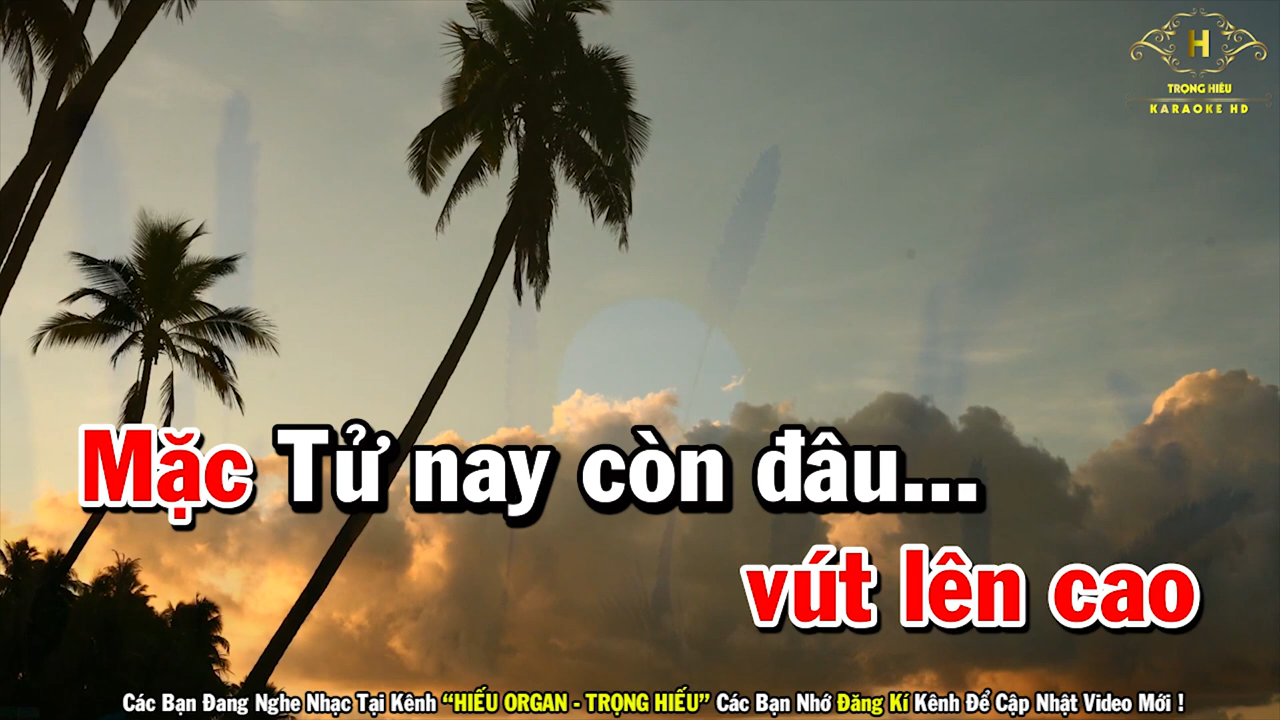 H
TRỌNG HIẾU
KARAOKE HD
Mặc Tử nay còn đâu...
vút lên cao
Các Bạn Đang Nghe Nhạc Tại Kênh “HIẾU ORGAN - TRỌNG HIẾU” Các Bạn Nhớ Đăng Kí Kênh Để Cập Nhật Video Mới !